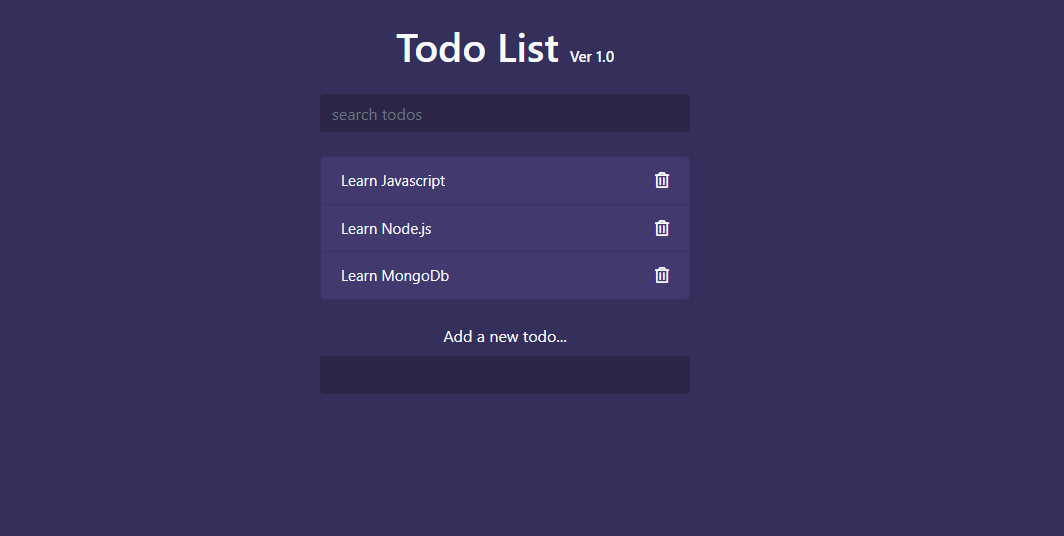 Todo List Ver 1.0
search todos
Learn Javascript
Learn Node.js
Learn MongoDb
Add a new todo...